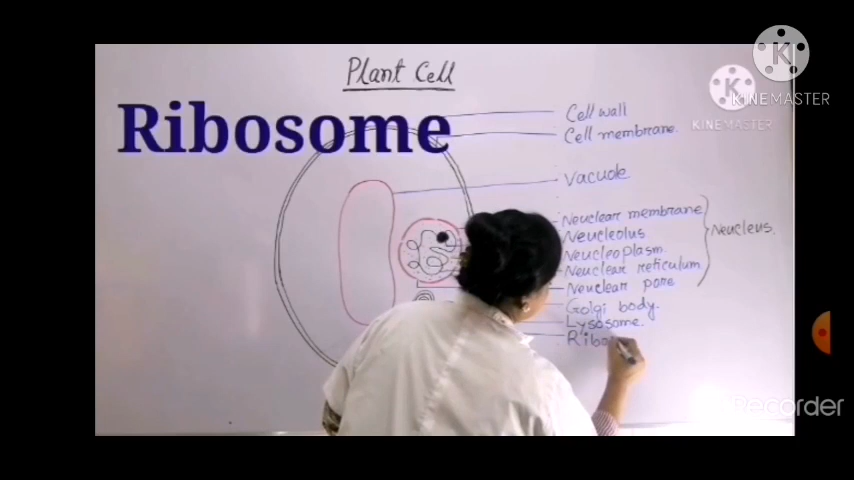 KINEMASTER
KINEMASTER
Plant Cell
Ribosome
Cell wall
Cell membrane.
Vacuole
Neuclear membrane
Neucleolus
Neucleoplasm.
Neuclear reticulum
Neuclear pore
Neucleus.
Golgi body.
Lysosome.
Ribo
Recorder